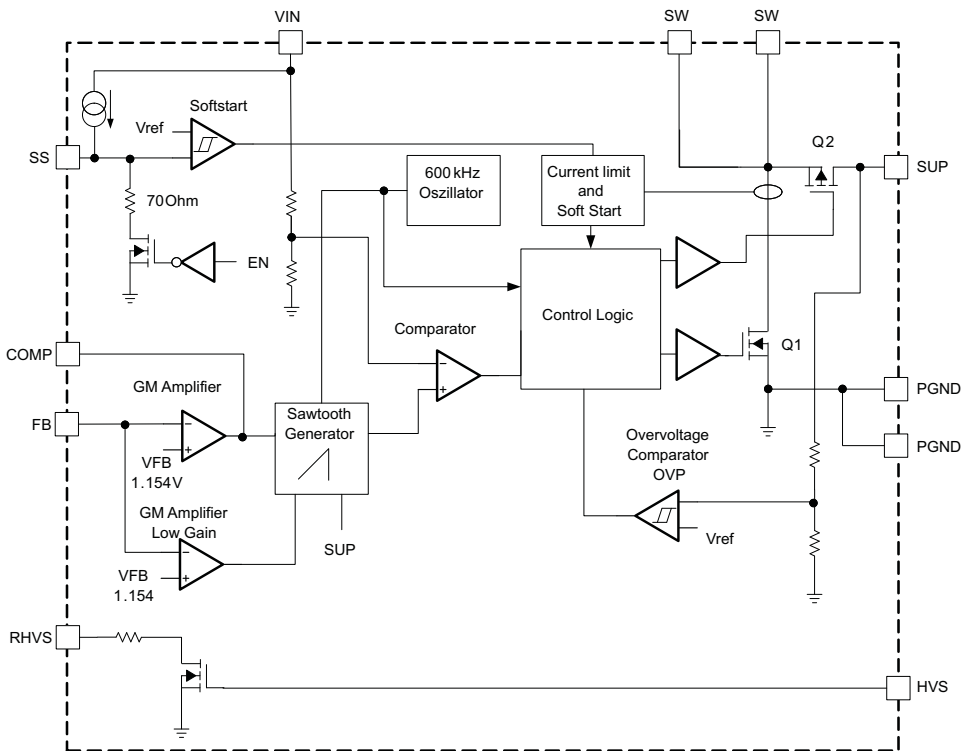 VIN
SW
SW
Softstart
Vref
SS
70Ohm
EN
600 kHz
Oszillator
Current limit
and
Soft Start
Q2
SUP
Control Logic
Comparator
Q1
COMP
GM Amplifier
FB
VFB
1.154V
Sawtooth
Generator
PGND
PGND
Overvoltage
Comparator
OVP
GM Amplifier
Low Gain
SUP
Vref
VFB
1.154
RHVS
HVS